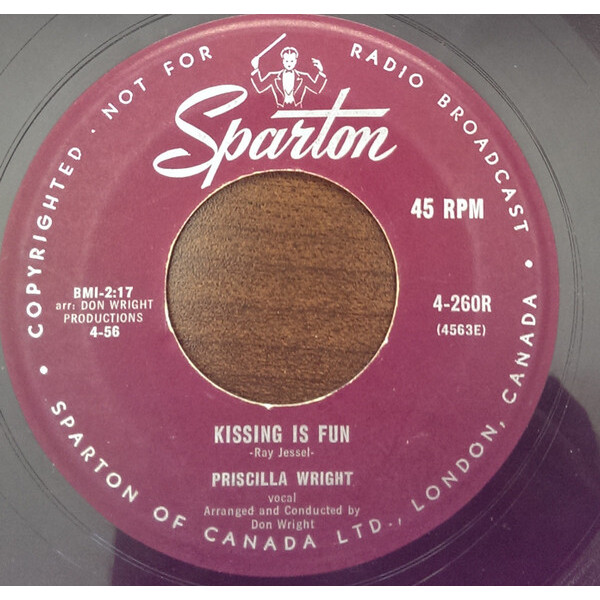 COPYRIGHTED • NOT FOR RADIO BROADCAST •
Sparton
45 RPM
BMI-2:17
arr: DON WRIGHT
PRODUCTIONS
4-56
4-260R
(4563E)
KISSING IS FUN
-Ray Jessel-
PRISCILLA WRIGHT
vocal
Arranged and Conducted by
Don Wright
• SPARTON OF CANADA LTD., LONDON, CANADA •